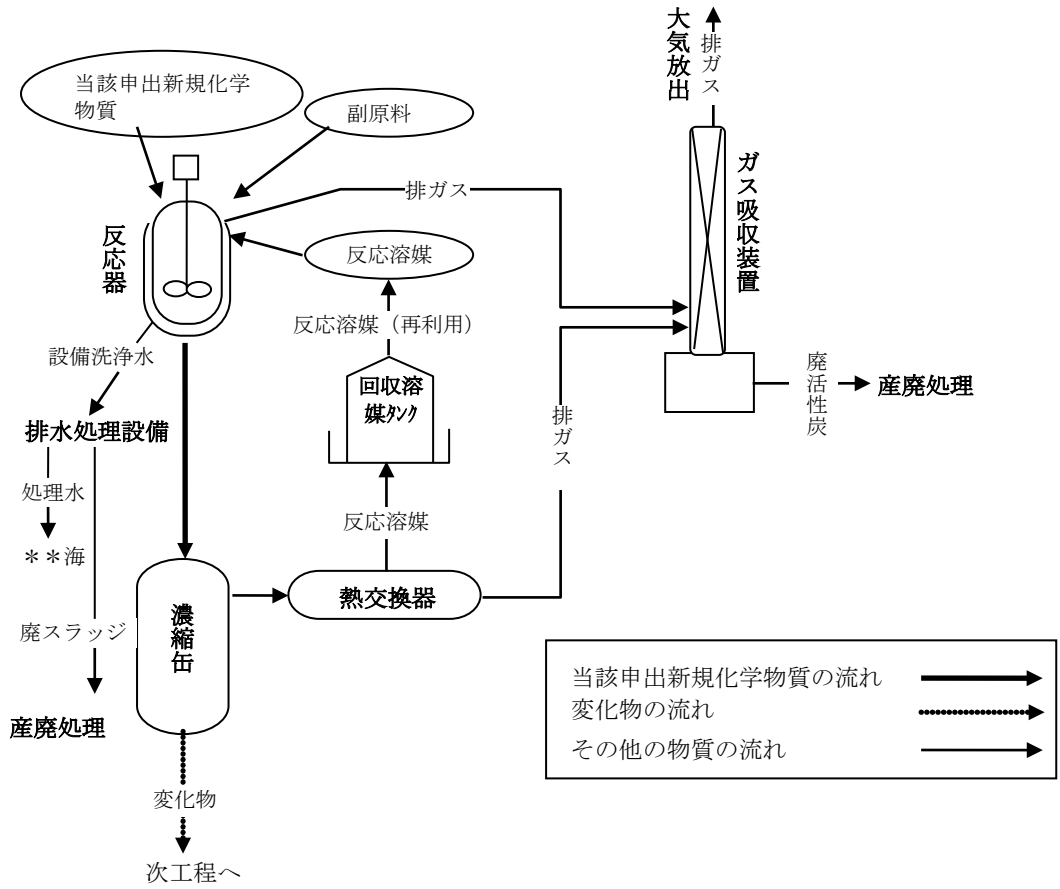 当該申出新規化学
物質
副原料
大気放出
排ガス
排ガス
ガス吸収装置
反応器
反応溶媒
反応溶媒（再利用）
設備洗浄水
回収溶
媒ﾀﾝｸ
廃活性炭
産廃処理
排ガス
排水処理設備
処理水
＊＊海
反応溶媒
濃縮缶
熱交換器
廃スラッジ
産廃処理
当該申出新規化学物質の流れ
変化物の流れ
その他の物質の流れ
変化物
次工程へ